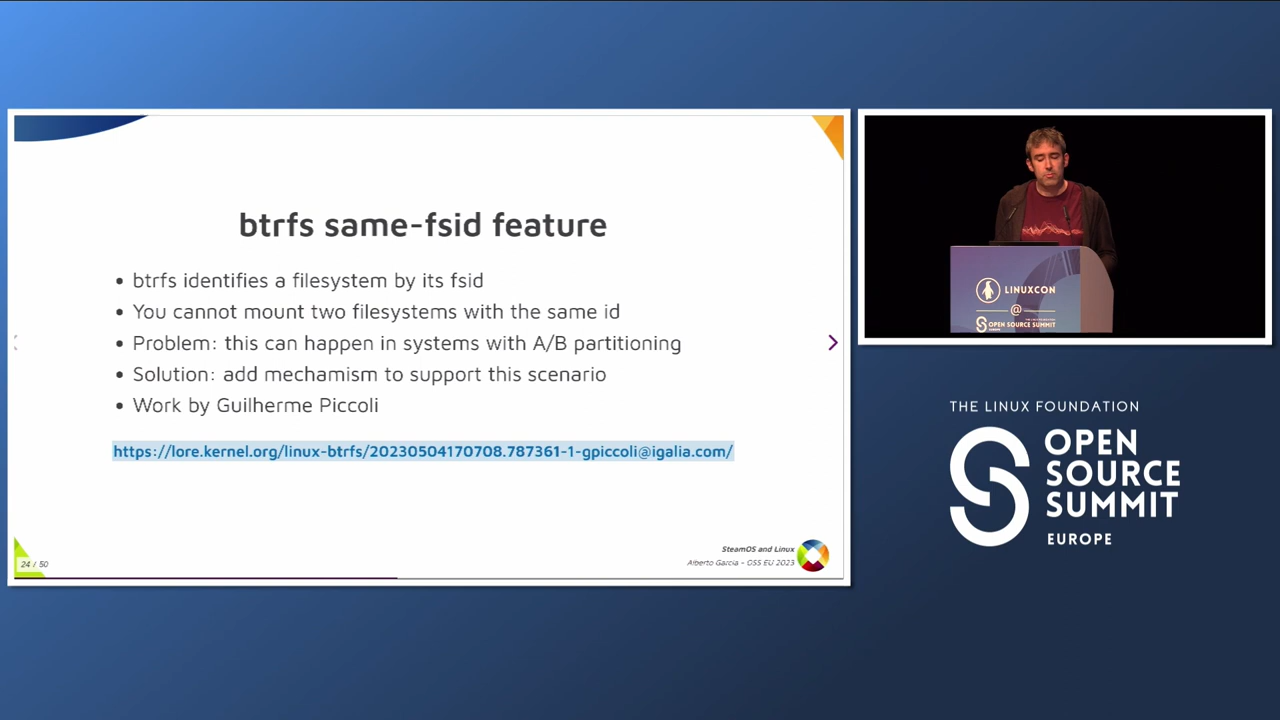 btrfs same-fsid feature
• btrfs identifies a filesystem by its fsid
• You cannot mount two filesystems with the same id
• Problem: this can happen in systems with A/B partitioning
• Solution: add mechamism to support this scenario
• Work by Guilherme Piccoli
https://lore.kernel.org/linux-btrfs/20230504170708.787361-1-gpiccoli@igalia.com/
24 / 50
SteamOS and Linux
Alberto Garcia - OSS EU 2023
LINUXCON
@
THE LINUX FOUNDATION
OPEN SOURCE SUMMIT
THE LINUX FOUNDATION
OPEN
SOURCE
SUMMIT
EUROPE